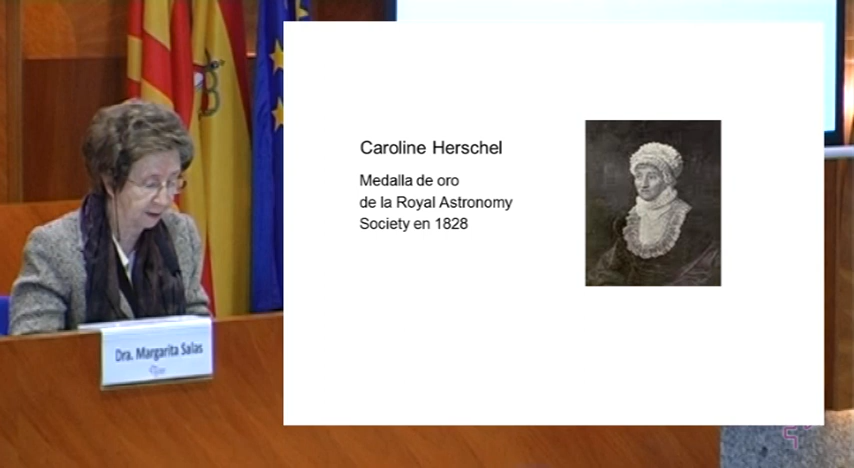 Caroline Herschel
Medalla de oro
de la Royal Astronomy
Society en 1828
Dra. Margarita Salas